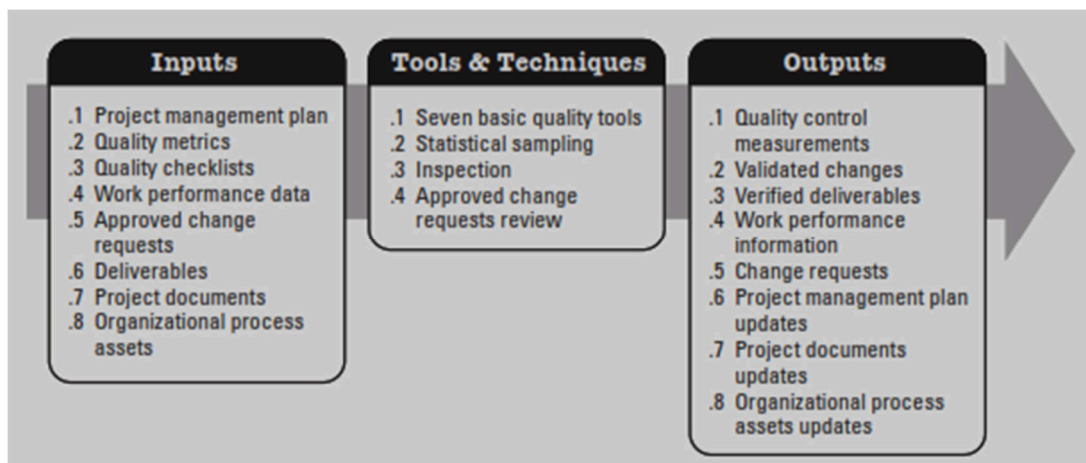 Inputs
.1 Project management plan
.2 Quality metrics
.3 Quality checklists
.4 Work performance data
.5 Approved change
requests
.6 Deliverables
.7 Project documents
.8 Organizational process
assets
Tools & Techniques
.1 Seven basic quality tools
.2 Statistical sampling
.3 Inspection
.4 Approved change
requests review
Outputs
.1 Quality control
measurements
.2 Validated changes
.3 Verified deliverables
.4 Work performance
information
.5 Change requests
.6 Project management plan
updates
.7 Project documents
updates
.8 Organizational process
assets updates